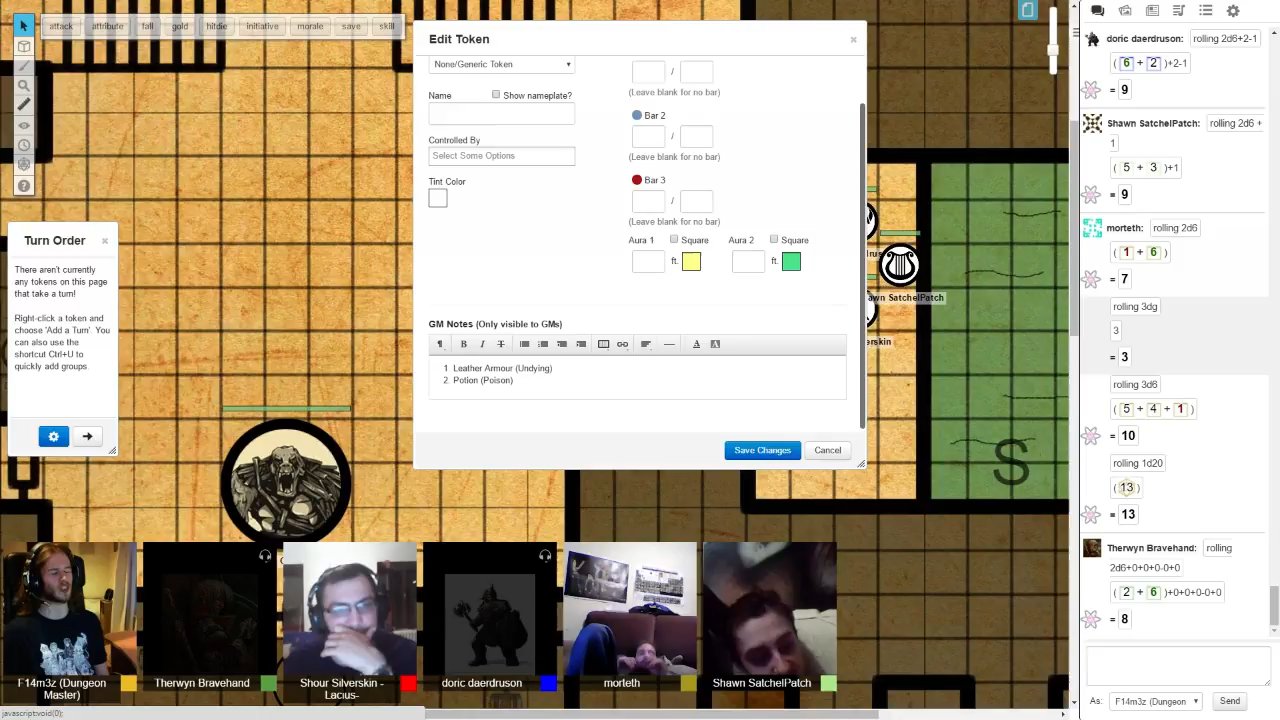 attack attribute fall gold hitdie initiative morale save skill
Edit Token
×
None/Generic Token
/
(Leave blank for no bar)
Name
Show nameplate?
Controlled By
Select Some Options
Tint Color
Bar 2
/
(Leave blank for no bar)
Bar 3
/
(Leave blank for no bar)
Aura 1 Square Aura 2 Square
ft. ft.
GM Notes (Only visible to GMs)
1 Leather Armour (Undying)
2. Potion (Poison)
Save Changes Cancel
Turn Order ×
There aren't currently
any tokens on this page
that take a turn!
Right-click a token and
choose 'Add a Turn'. You
can also use the
shortcut Ctrl+U to
quickly add groups.
awn SatchelPatch
S
F14m3z (Dungeon
Master)
Therwyn Bravehand
Shour Silverskin -
Lacius-
doric daerdruson
morteth
Shawn SatchelPatch
javascript:void(0);
doric daerdruson: rolling 2d6+2-1
( 6 + 2 )+2-1
= 9
Shawn SatchelPatch: rolling 2d6 +
1
( 5 + 3 )+1
= 9
morteth: rolling 2d6
( 1 + 6 )
= 7
rolling 3dg
3
= 3
rolling 3d6
( 5 + 4 + 1 )
= 10
rolling 1d20
( 13 )
= 13
Therwyn Bravehand: rolling
2d6+0+0+0-0+0
( 2 + 6 )+0+0+0-0+0
= 8
As: F14m3z (Dungeon
Send